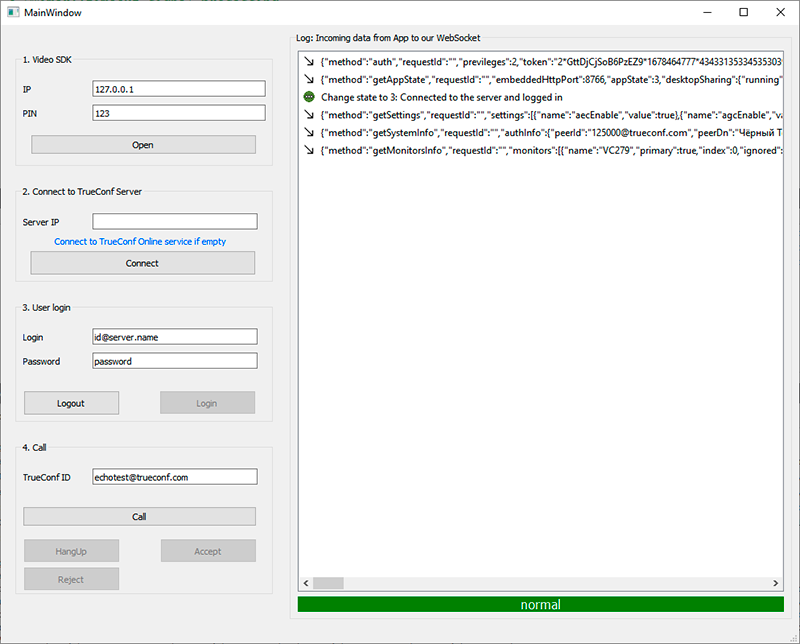 MainWindow
1. Video SDK
IP
127.0.0.1
PIN
123
Open
2. Connect to TrueConf Server
Server IP
Connect to TrueConf Online service if empty
Connect
3. User login
Login
id@server.name
Password
password
Logout
Login
4. Call
TrueConf ID
echotest@trueconf.com
Call
HangUp
Accept
Reject
Log: Incoming data from App to our WebSocket
{"method":"auth","requestId":"","previleges":2,"token":"2*GttDjCjSoB6PzEZ9*1678464777*43433135334535303
{"method":"getAppState","requestId":"","embeddedHttpPort":8766,"appState":3,"desktopSharing":{"running"
Change state to 3: Connected to the server and logged in
{"method":"getSettings","requestId":"","settings":[{"name":"aecEnable","value":true},{"name":"agcEnable","va
{"method":"getSystemInfo","requestId":"","authInfo":{"peerId":"125000@trueconf.com","peerDn":"Чёрный Т
{"method":"getMonitorsInfo","requestId":"","monitors":[{"name":"VC279","primary":true,"index":0,"ignored":
normal